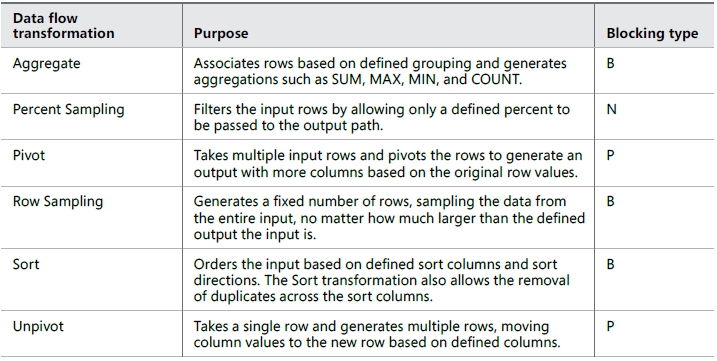 Data flow
transformation Purpose Blocking type
Aggregate Associates rows based on defined grouping and generates B
aggregations such as SUM, MAX, MIN, and COUNT.
Percent Sampling Filters the input rows by allowing only a defined percent to N
be passed to the output path.
Pivot Takes multiple input rows and pivots the rows to generate an P
output with more columns based on the original row values.
Row Sampling Generates a fixed number of rows, sampling the data from B
the entire input, no matter how much larger than the defined
output the input is.
Sort Orders the input based on defined sort columns and sort B
directions. The Sort transformation also allows the removal
of duplicates across the sort columns.
Unpivot Takes a single row and generates multiple rows, moving P
column values to the new row based on defined columns.